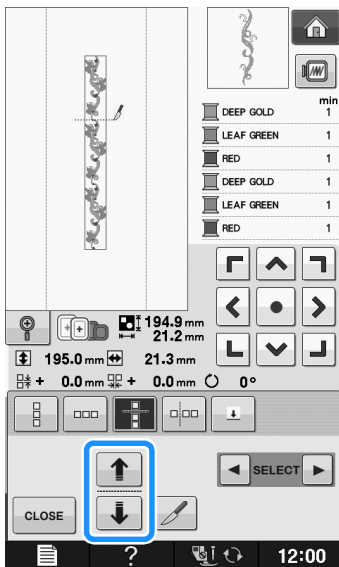 min
DEEP GOLD 1
LEAF GREEN 1
RED 1
DEEP GOLD 1
LEAF GREEN 1
RED 1
194.9 mm
21.2 mm
195.0 mm 21.3 mm
+ 0.0 mm + 0.0 mm 0°
SELECT
CLOSE
? 12:00